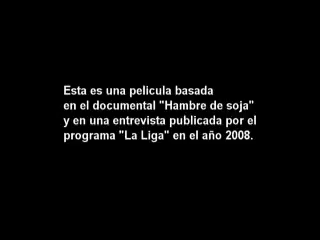 Esta es una pelicula basada
en el documental "Hambre de soja"
y en una entrevista publicada por el
programa "La Liga" en el año 2008.